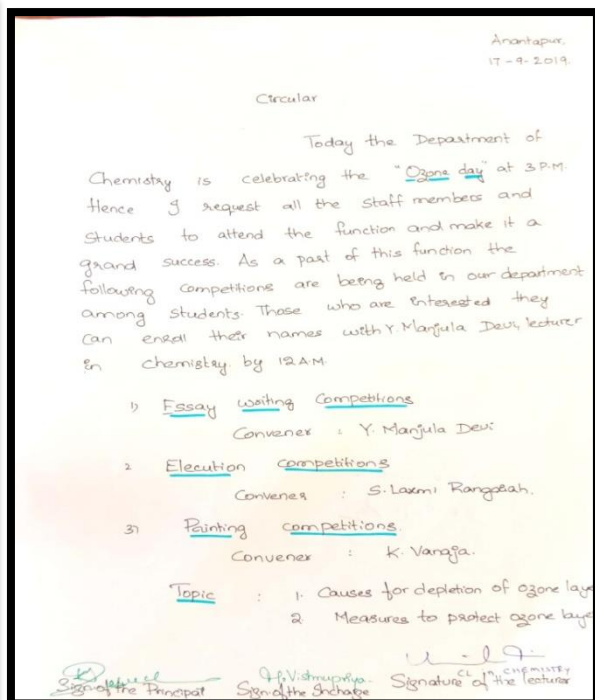 Anantapur,
17-9-2019.
Circular
Today the Department of
Chemistry is celebrating the "Ozone day" at 3 P.M.
Hence I request all the staff members and
students to attend the function and make it a
grand success. As a part of this function the
following competitions are being held in our department
among students. Those who are interested they
can enroll their names with Y. Manjula Devi, lecturer
in chemistry. by 12 A.M.
1) Essay writing Competitions
Convener : Y. Manjula Devi
2 Elecution competitions
Convener : S. Laxmi Rangaiah.
3) Painting competitions.
Convener : K. Vanaja.
Topic : 1. Causes for depletion of ozone laye
2. Measures to protect ozone laye
CL in CHEMISTRY
Sign of the Principal Sign of the Incharge Signature of the lecturer